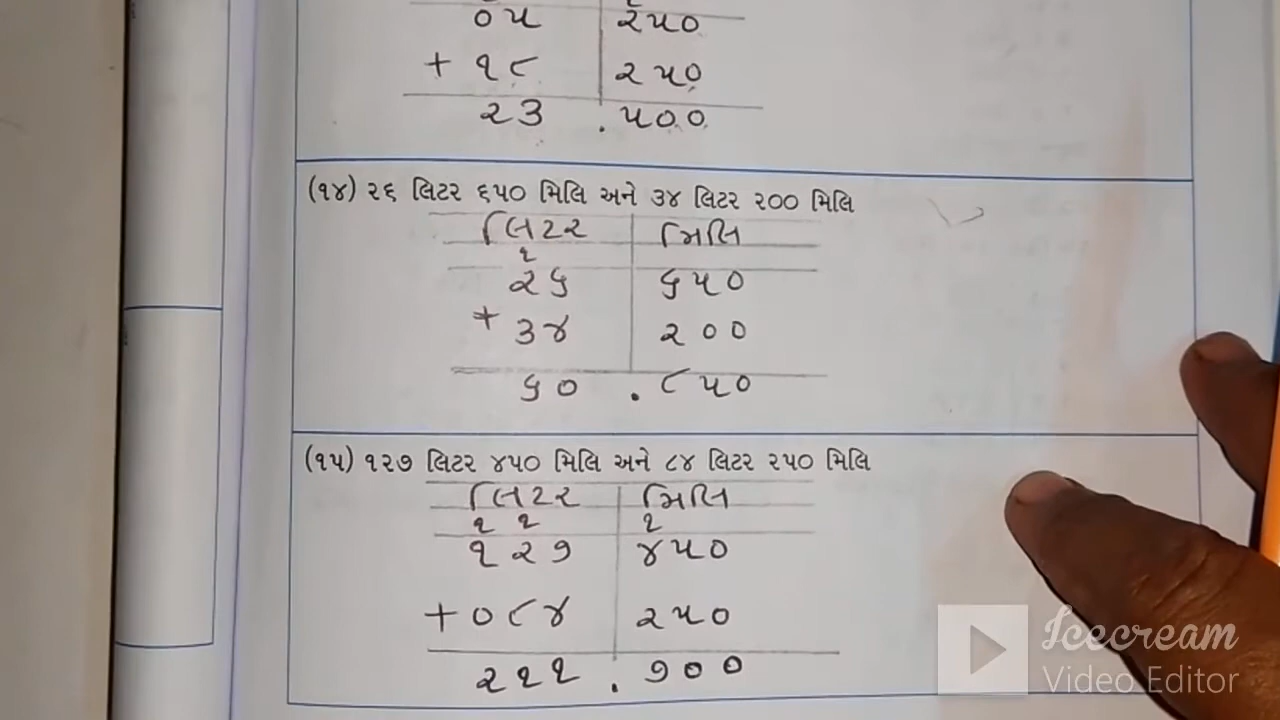 ૦૫ ૨૫૦
+ ૧૮ ૨૫૦
૨૩ . ૫૦૦
(૧૪) ૨૬ લિટર ૬૫૦ મિલિ અને ૩૪ લિટર ૨૦૦ મિલિ
લિટર મિલિ
૧
૨૬ ૬૫૦
+ ૩૪ ૨૦૦
૬૦ . ૮૫૦
(૧૫) ૧૨૭ લિટર ૪૫૦ મિલિ અને ૮૪ લિટર ૨૫૦ મિલિ
લિટર મિલિ
૧ ૧ ૧
૧૨૭ ૪૫૦
+ ૦૮૪ ૨૫૦
૨૧૧ . ૭૦૦
Icecream
Video Editor